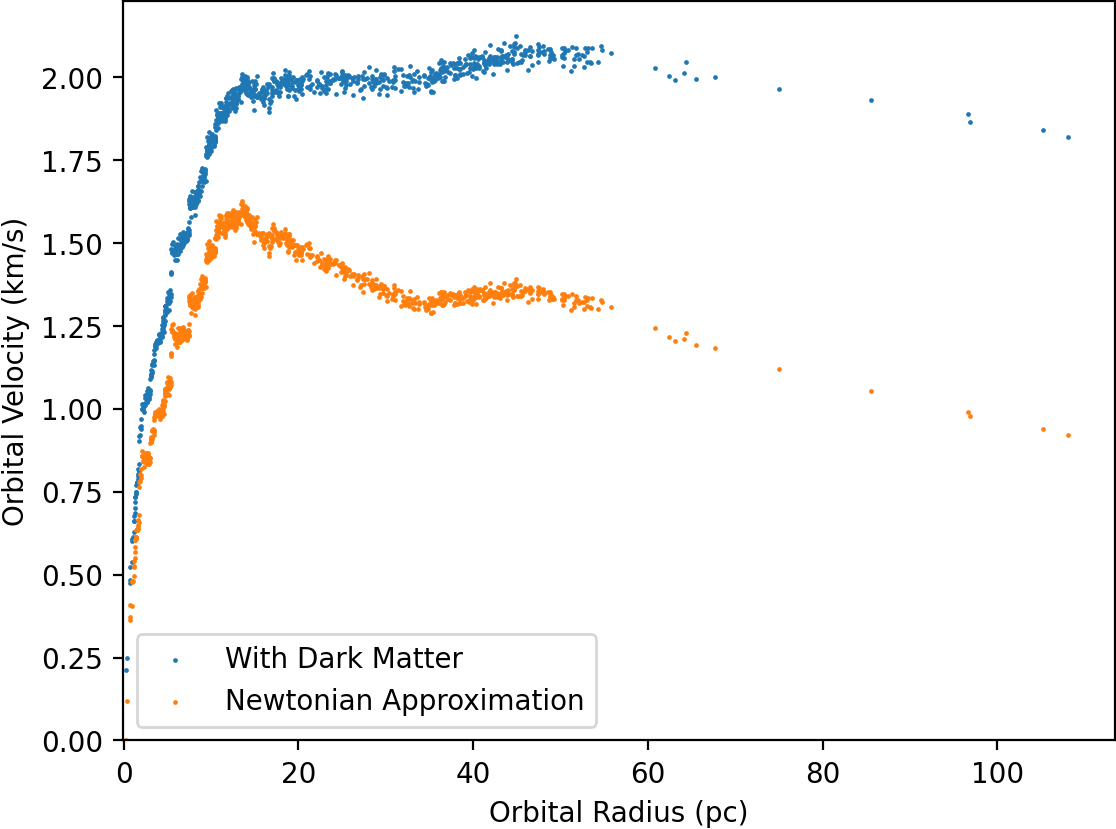 2.00
1.75
1.50
1.25
1.00
0.75
0.50
0.25
0.00
Orbital Velocity (km/s)
With Dark Matter
Newtonian Approximation
0 20 40 60 80 100
Orbital Radius (pc)